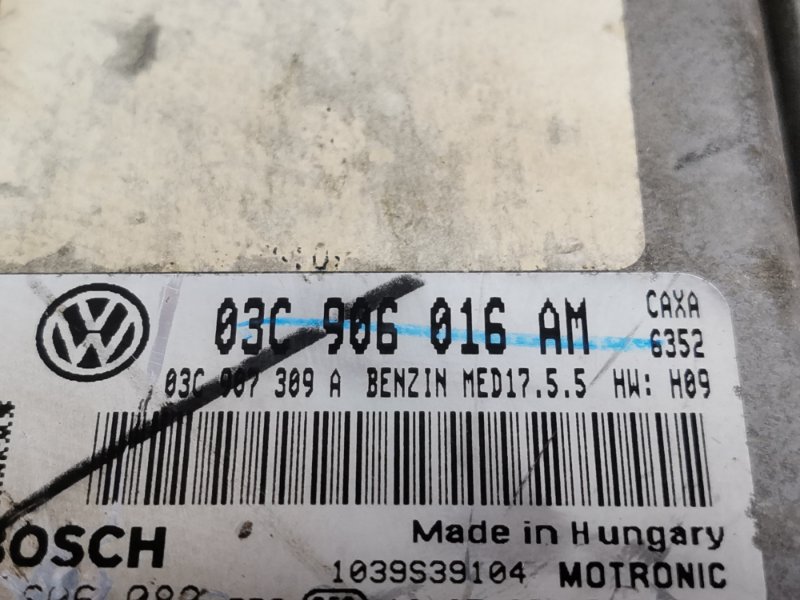 03C 906 016 AM CAXA
6352
03C 907 309 A BENZIN MED17.5.5 HW: H09
BOSCH Made in Hungary
1039S39104 MOTRONIC